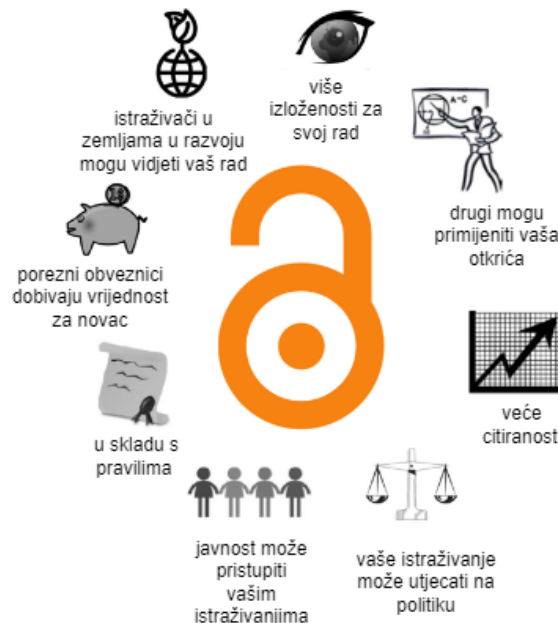 više
izloženosti za
svoj rad
drugi mogu
primijeniti vaša
otkrića
veće
citiranost
vaše istraživanje
može utjecati na
politiku
javnost može
pristupiti
vašim
istraživanjima
u skladu s
pravilima
porezni obveznici
dobivaju vrijednost
za novac
istraživači u
zemljama u razvoju
mogu vidjeti vaš rad
A-C